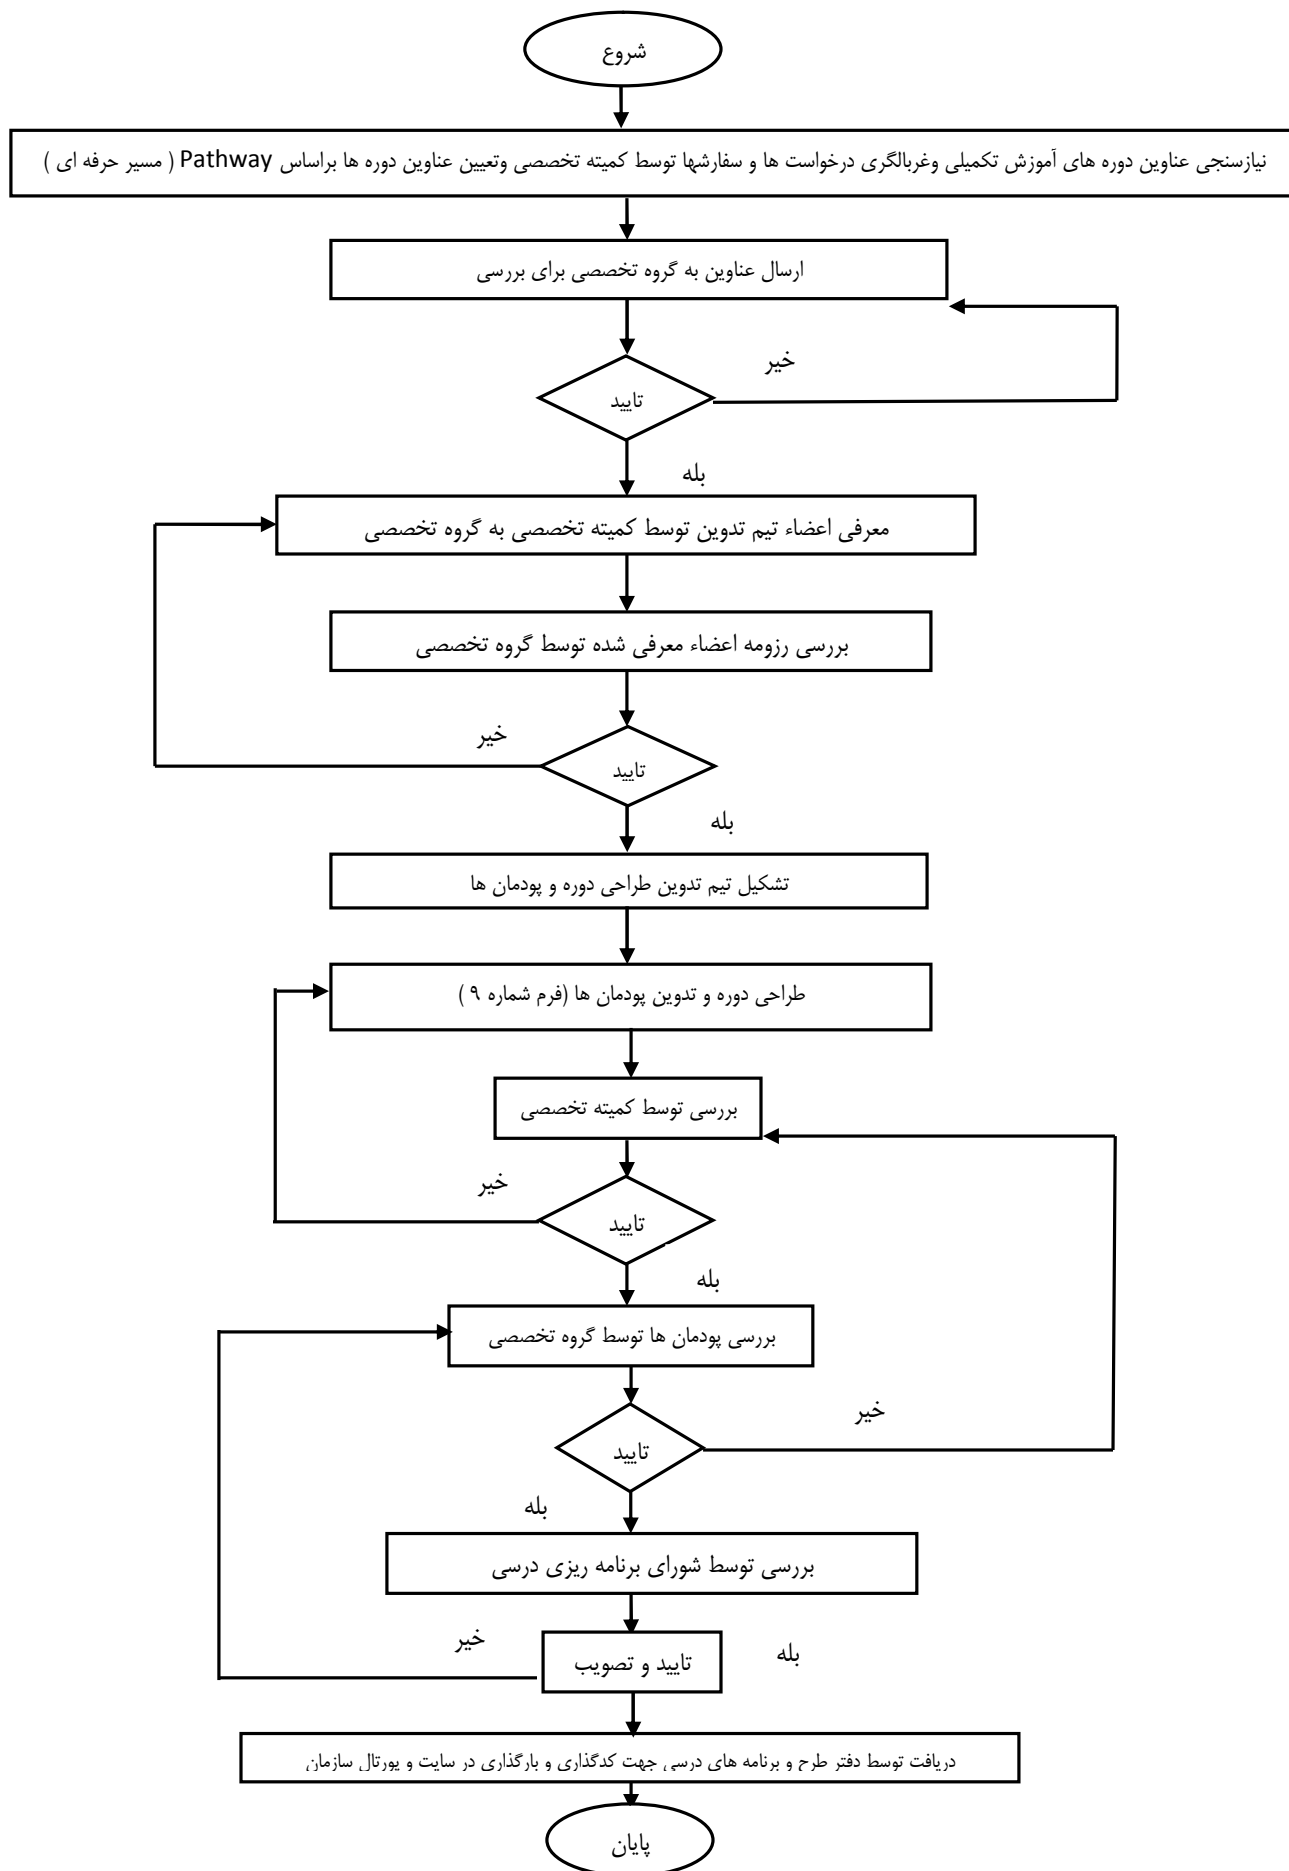 شروع
نیازسنجی عناوین دوره های آموزش تکمیلی وغربالگری درخواست ها و سفارشها توسط کمیته تخصصی وتعیین عناوین دوره ها براساس Pathway ( مسیر حرفه ای )
ارسال عناوین به گروه تخصصی برای بررسی
خیر
تایید
بله
معرفی اعضاء تیم تدوین توسط کمیته تخصصی به گروه تخصصی
بررسی رزومه اعضاء معرفی شده توسط گروه تخصصی
خیر
تایید
بله
تشکیل تیم تدوین طراحی دوره و پودمان ها
طراحی دوره و تدوین پودمان ها (فرم شماره ۹ )
بررسی توسط کمیته تخصصی
خیر
تایید
بله
بررسی پودمان ها توسط گروه تخصصی
خیر
تایید
بله
بررسی توسط شورای برنامه ریزی درسی
خیر
بله
تایید و تصویب
دریافت توسط دفتر طرح و برنامه های درسی جهت کدگذاری و بارگذاری در سایت و پورتال سازمان
پایان